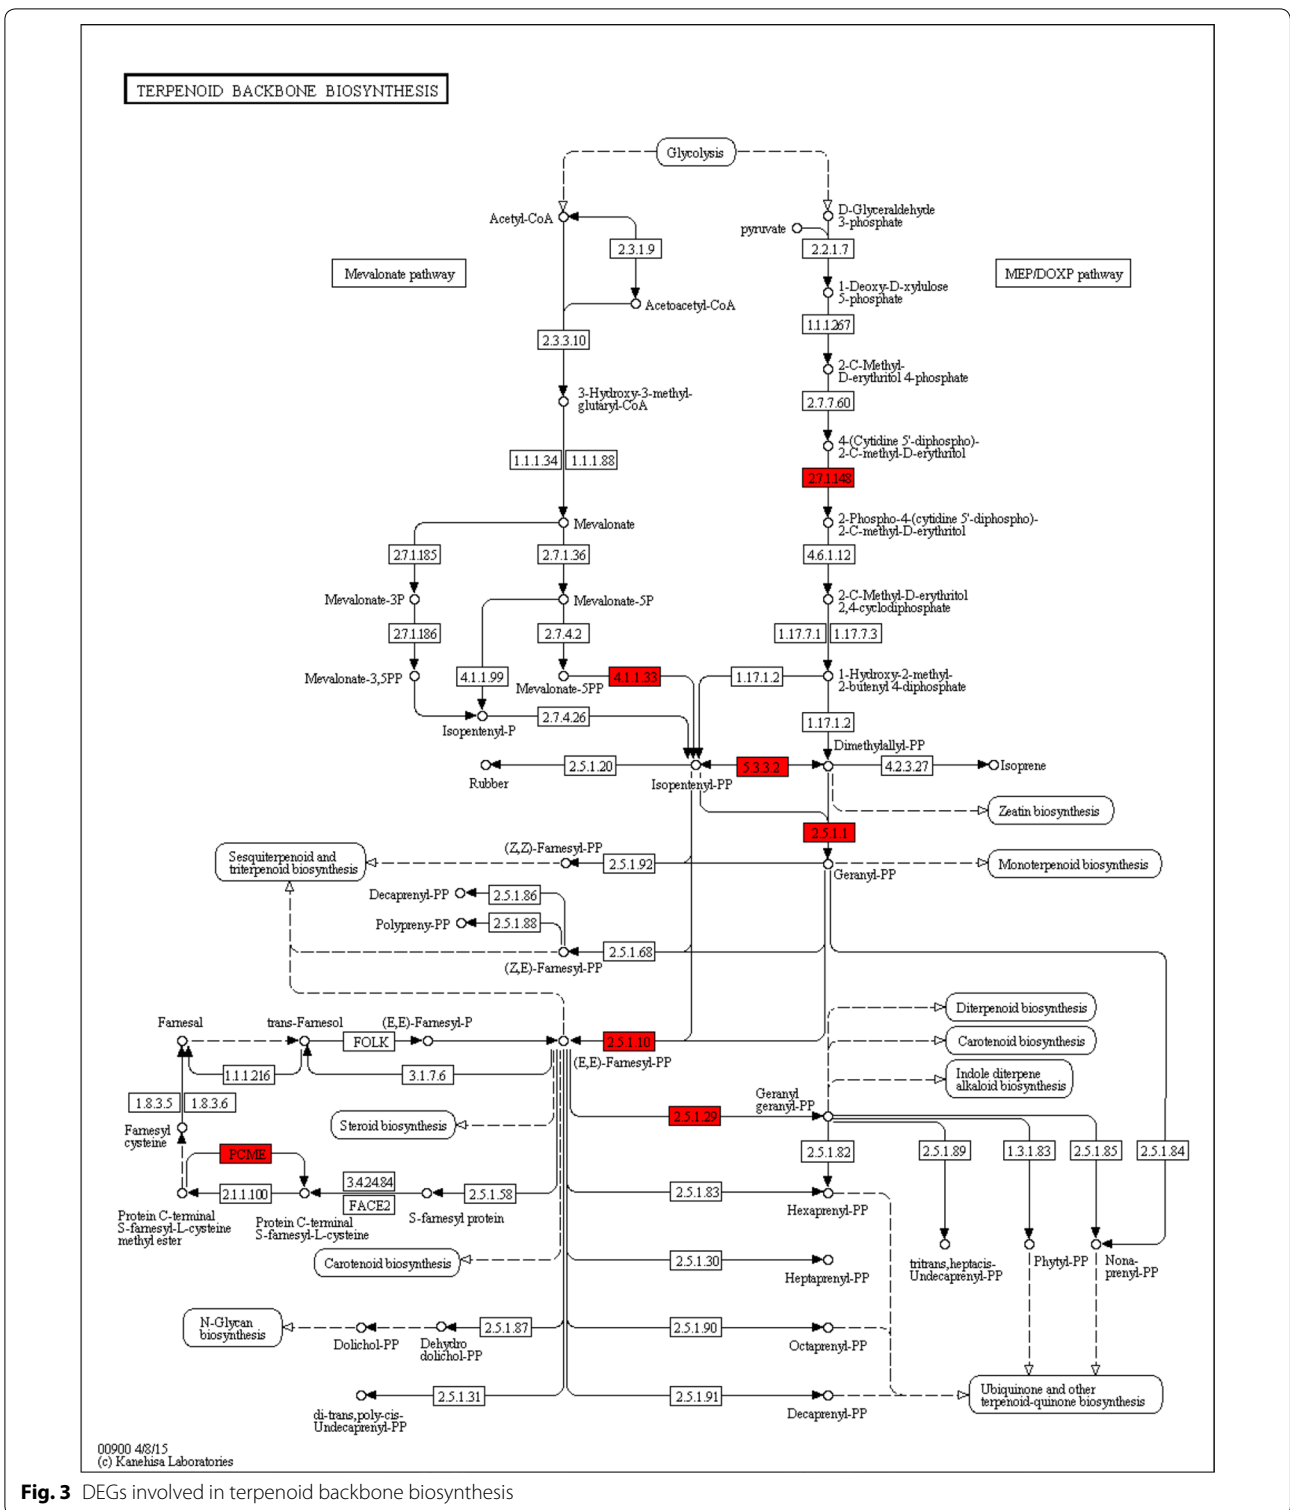 TERPENOID BACKBONE BIOSYNTHESIS
Glycolysis
Acetyl-CoA
D-Glyceraldehyde
3-phosphate
pyruvate
2.3.1.9
2.2.1.7
Mevalonate pathway
MEP/DOXP pathway
1-Deoxy-D-xylulose
5-phosphate
Acetoacetyl-CoA
1.1.1.267
2.3.3.10
2-C-Methyl-
D-erythritol 4-phosphate
3-Hydroxy-3-methyl-
glutaryl-CoA
2.7.7.60
4-(Cytidine 5'-diphospho)-
2-C-methyl-D-erythritol
1.1.1.34
1.1.1.88
2.7.1.148
Mevalonate
2-Phospho-4-(cytidine 5'-diphospho)-
2-C-methyl-D-erythritol
2.7.1.185
2.7.1.36
4.6.1.12
Mevalonate-3P
Mevalonate-5P
2-C-Methyl-D-erythritol
2,4-cyclodiphosphate
2.7.1.186
2.7.4.2
1.17.7.1
1.17.7.3
Mevalonate-3,5PP
4.1.1.99
Mevalonate-5PP
4.1.1.33
1.17.1.2
1-Hydroxy-2-methyl-
2-butenyl 4-diphosphate
Isopentenyl-P
2.7.4.26
1.17.1.2
Dimethylallyl-PP
Rubber
2.5.1.20
Isopentenyl-PP
5.3.3.2
4.2.3.27
Isoprene
Zeatin biosynthesis
2.5.1.1
Sesquiterpenoid and
triterpenoid biosynthesis
(Z,Z)-Farnesyl-PP
2.5.1.92
Geranyl-PP
Monoterpenoid biosynthesis
Decaprenyl-PP
2.5.1.86
Polypreny-PP
2.5.1.88
2.5.1.68
(Z,E)-Farnesyl-PP
Diterpenoid biosynthesis
Farnesal
trans-Farnesol
(E,E)-Farnesyl-P
FOLK
2.5.1.10
(E,E)-Farnesyl-PP
Carotenoid biosynthesis
1.1.1.216
3.1.7.6
Indole diterpene
alkaloid biosynthesis
1.8.3.5
1.8.3.6
Geranyl
geranyl-PP
2.5.1.29
Farnesyl
cysteine
Steroid biosynthesis
PCME
2.5.1.82
2.5.1.89
1.3.1.83
2.5.1.85
2.5.1.84
2.1.1.100
3.4.24.84
FACE2
2.5.1.58
2.5.1.83
Protein C-terminal
S-farnesyl-L-cysteine
methyl ester
Protein C-terminal
S-farnesyl-L-cysteine
S-farnesyl protein
Hexaprenyl-PP
Carotenoid biosynthesis
2.5.1.30
Heptaprenyl-PP
tritrans,heptacis-
Undecaprenyl-PP
Phytyl-PP
Nona-
prenyl-PP
N-Glycan
biosynthesis
Dolichol-PP
Dehydro
dolichol-PP
2.5.1.87
2.5.1.90
Octaprenyl-PP
2.5.1.31
di-trans,poly-cis-
Undecaprenyl-PP
2.5.1.91
Decaprenyl-PP
Ubiquinone and other
terpenoid-quinone biosynthesis
00900 4/8/15
(c) Kanehisa Laboratories
Fig. 3 DEGs involved in terpenoid backbone biosynthesis